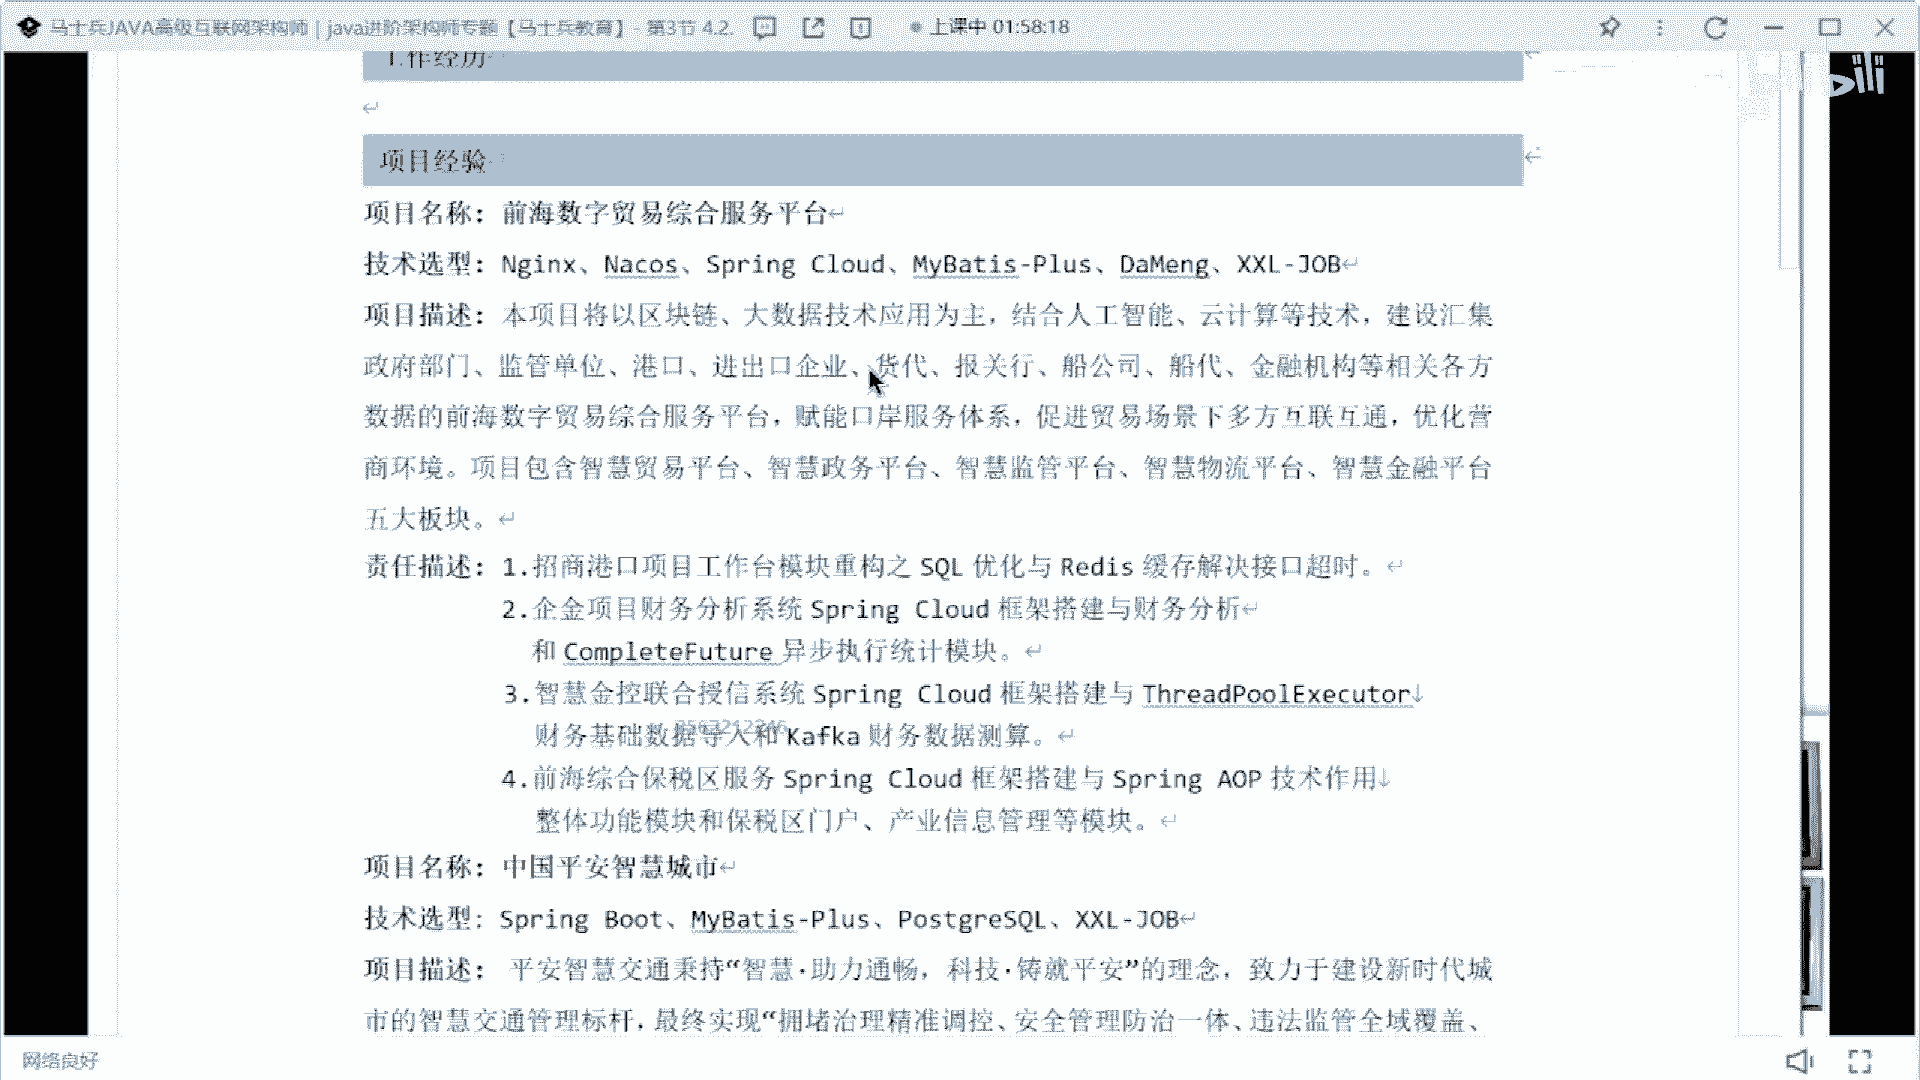 马士兵JAVA高级互联网架构师 | java进阶架构师专题【马士兵教育】 - 第3节 4.2. 上课中 01:58:18
工作经历
项目经验
项目名称：前海数字贸易综合服务平台
技术选型：Nginx、Nacos、Spring Cloud、MyBatis-Plus、DaMeng、XXL-JOB
项目描述：本项目将以区块链、大数据技术应用为主，结合人工智能、云计算等技术，建设汇集
政府部门、监管单位、港口、进出口企业、货代、报关行、船公司、船代、金融机构等相关各方
数据的前海数字贸易综合服务平台，赋能口岸服务体系，促进贸易场景下多方互联互通，优化营
商环境。项目包含智慧贸易平台、智慧政务平台、智慧监管平台、智慧物流平台、智慧金融平台
五大板块。
责任描述：1.招商港口项目工作台模块重构之 SQL 优化与 Redis 缓存解决接口超时。
2.企金项目财务分析系统 Spring Cloud 框架搭建与财务分析
和 CompleteFuture 异步执行统计模块。
3.智慧金控联合授信系统 Spring Cloud 框架搭建与 ThreadPoolExecutor
财务基础数据导入和 Kafka 财务数据测算。
4.前海综合保税区服务 Spring Cloud 框架搭建与 Spring AOP 技术作用
整体功能模块和保税区门户、产业信息管理等模块。
项目名称：中国平安智慧城市
技术选型：Spring Boot、MyBatis-Plus、PostgreSQL、XXL-JOB
项目描述： 平安智慧交通秉持“智慧·助力通畅，科技·铸就平安”的理念，致力于建设新时代城
市的智慧交通管理标杆，最终实现“拥堵治理精准调控、安全管理防治一体、违法监管全域覆盖、
网络良好